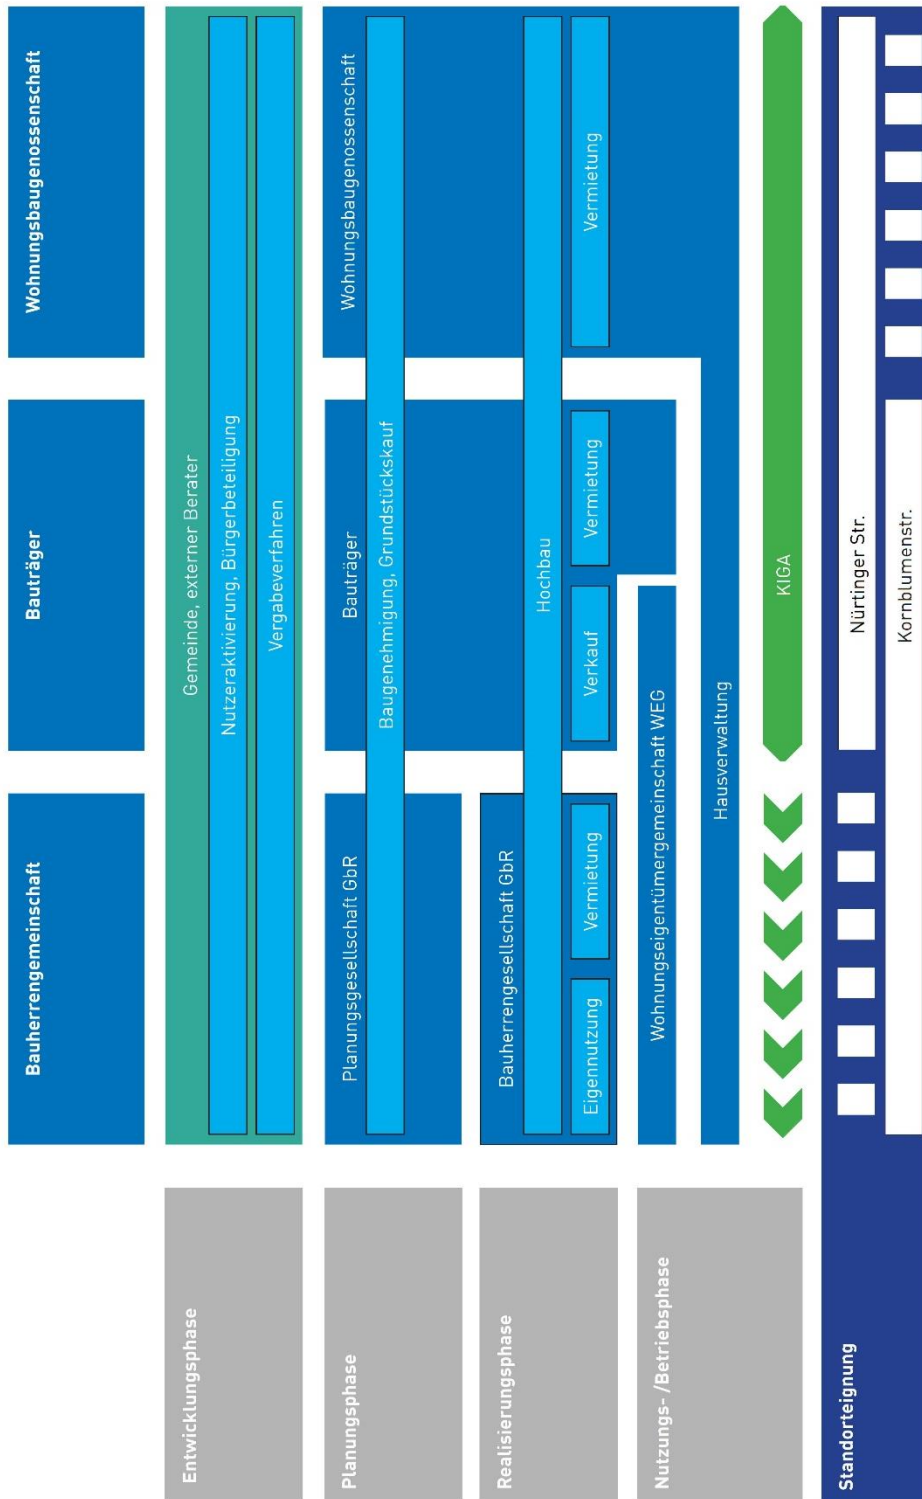 Bauherrengemeinschaft
Bauträger
Wohnungsbaugenossenschaft
Entwicklungsphase
Gemeinde, externer Berater
Nutzeraktivierung, Bürgerbeteiligung
Vergabeverfahren
Planungsphase
Planungsgesellschaft GbR
Bauträger
Wohnungsbaugenossenschaft
Baugenehmigung, Grundstückskauf
Realisierungsphase
Bauherrengesellschaft GbR
Hochbau
Eigennutzung
Vermietung
Verkauf
Vermietung
Vermietung
Nutzungs- /Betriebsphase
Wohnungseigentümergemeinschaft WEG
Hausverwaltung
KIGA
Standorteignung
Nürtinger Str.
Kornblumenstr.